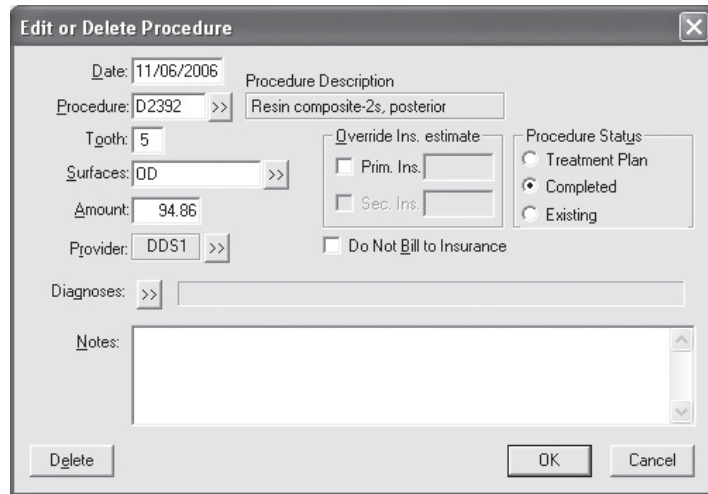 Edit or Delete Procedure
Date: 11/06/2006
Procedure Description
Procedure: D2392 >> Resin composite-2s, posterior
Tooth: 5
Override Ins. estimate
Procedure Status
Surfaces: OD >>
Prim. Ins.
Treatment Plan
Sec. Ins.
Completed
Amount: 94.86
Existing
Provider: DDS1 >>
Do Not Bill to Insurance
Diagnoses: >>
Notes:
Delete
OK
Cancel